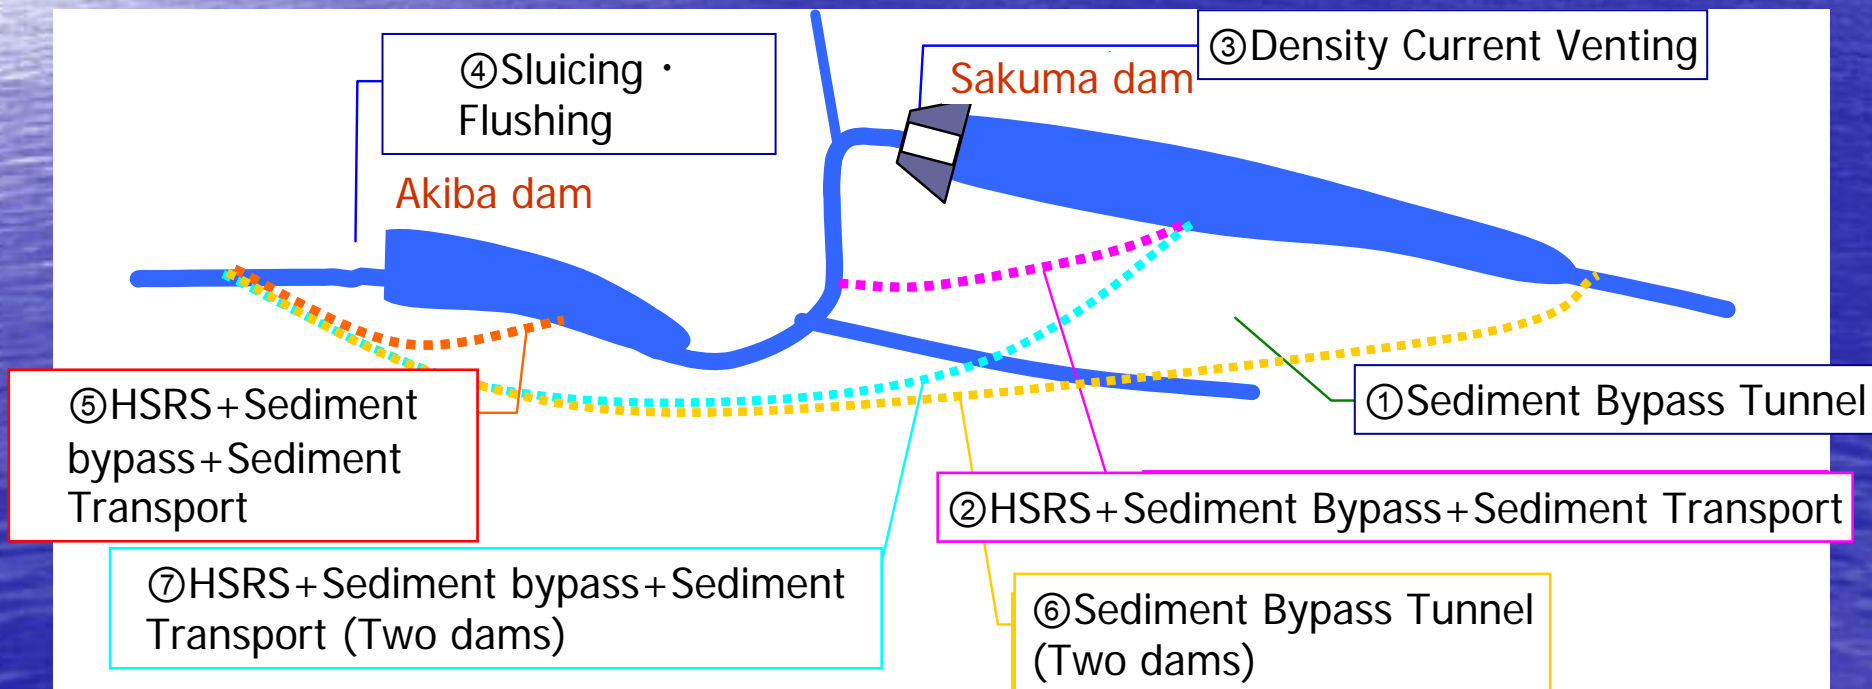 ③Density Current Venting
④Sluicing・
Flushing
Sakuma dam
Akiba dam
①Sediment Bypass Tunnel
⑤HSRS+Sediment
bypass+Sediment
Transport
②HSRS+Sediment Bypass+Sediment Transport
⑦HSRS+Sediment bypass+Sediment
Transport (Two dams)
⑥Sediment Bypass Tunnel
(Two dams)